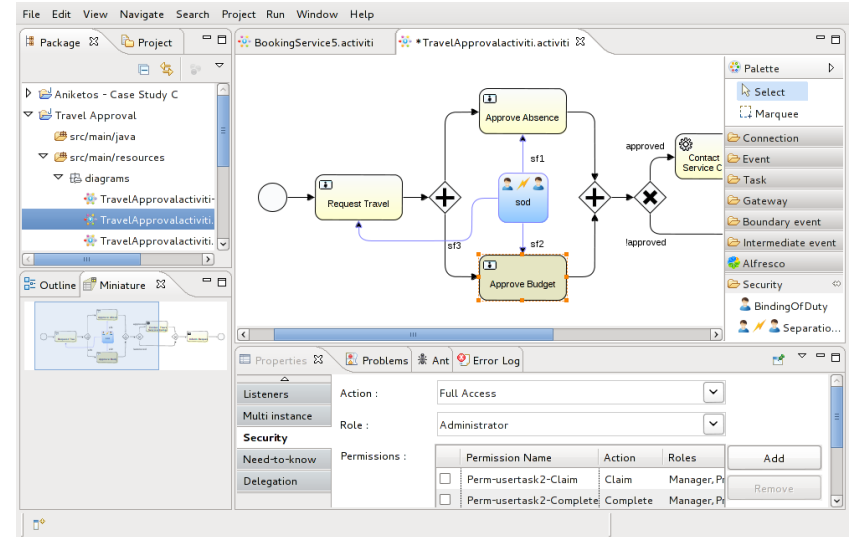 File Edit View Navigate Search Project Run Window Help
Package Project
Aniketos - Case Study C
Travel Approval
src/main/java
src/main/resources
diagrams
TravelApprovalactiviti-
TravelApprovalactiviti.
TravelApprovalactiviti.
Outline Miniature
BookingService5.activiti *TravelApprovalactiviti.activiti
Approve Absence
approved
sf1
Contact
Service C
Request Travel
sod
sf3
sf2
!approved
Approve Budget
Palette
Select
Marquee
Connection
Event
Task
Gateway
Boundary event
Intermediate event
Alfresco
Security
BindingOfDuty
Separatio...
Properties Problems Ant Error Log
Listeners
Multi instance
Security
Need-to-know
Delegation
Action : Full Access
Role : Administrator
Permissions :
Permission Name Action Roles
Perm-usertask2-Claim Claim Manager, Pr
Perm-usertask2-Complete Complete Manager, Pr
Add
Remove